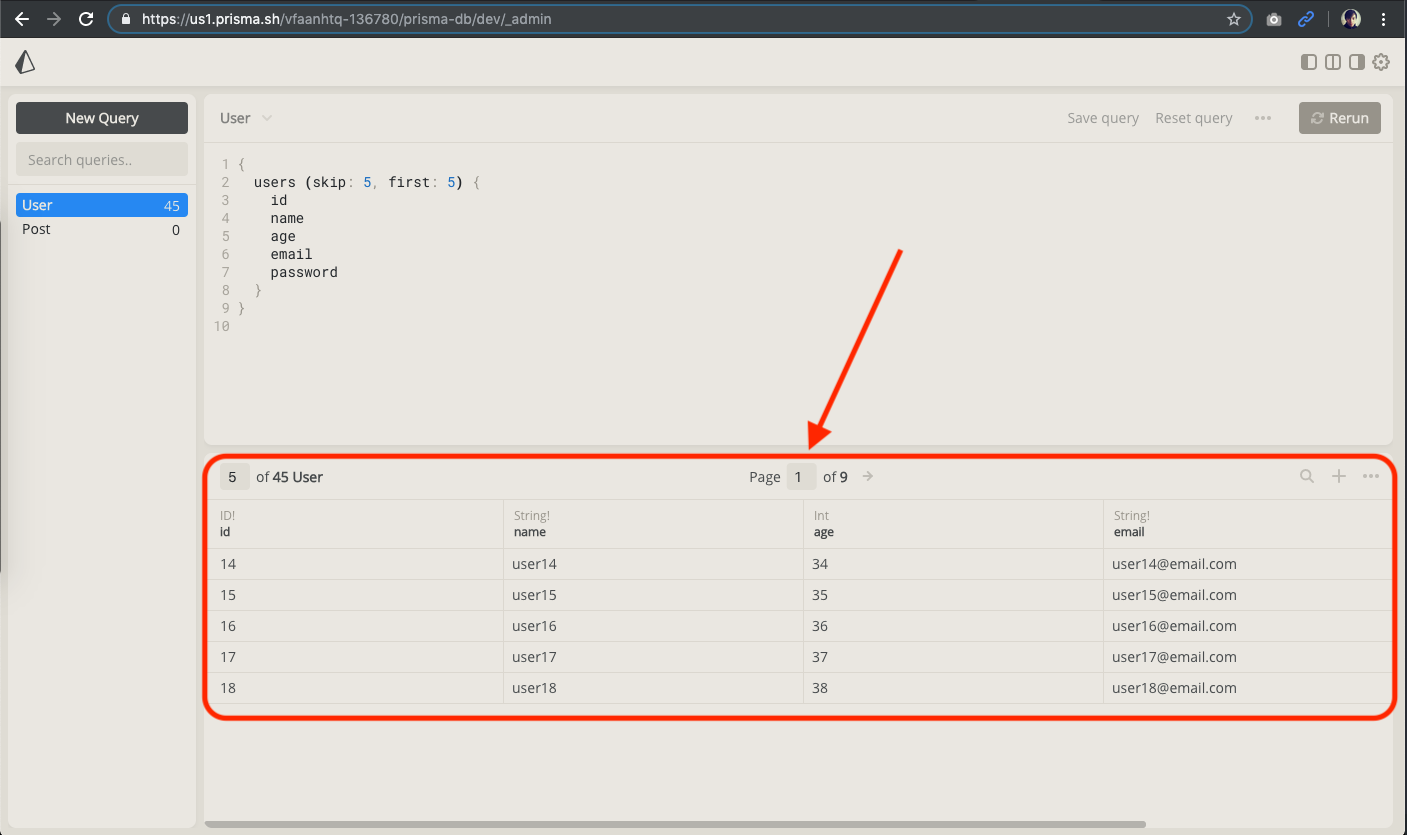 https://us1.prisma.sh/vfaanhtq-136780/prisma-db/dev/_admin
New Query
Search queries..
User 45
Post 0
User
Save query Reset query ••• Rerun
1 {
2 users (skip: 5, first: 5) {
3 id
4 name
5 age
6 email
7 password
8 }
9 }
10
5 of 45 User Page 1 of 9
ID! String! Int String!
id name age email
14 user14 34 user14@email.com
15 user15 35 user15@email.com
16 user16 36 user16@email.com
17 user17 37 user17@email.com
18 user18 38 user18@email.com